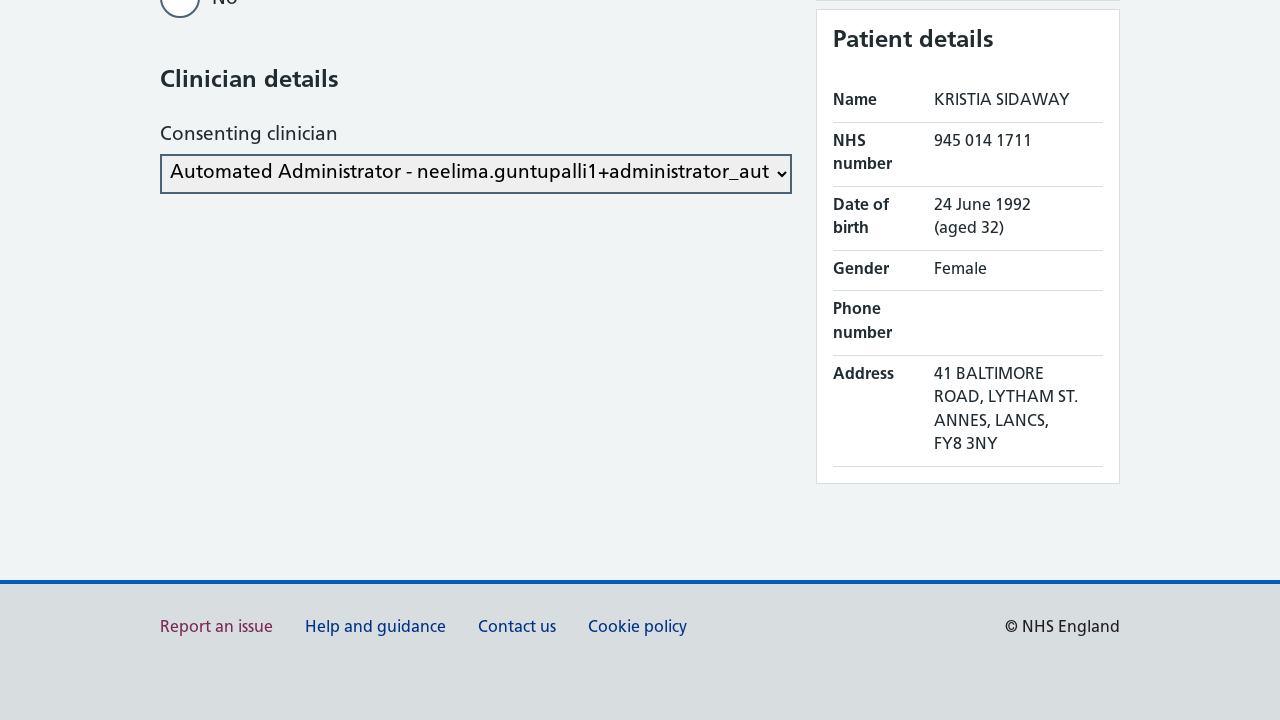 No
Clinician details
Consenting clinician
Automated Administrator - neelima.guntupalli1+administrator_aut
Patient details
Name KRISTIA SIDAWAY
NHS number 945 014 1711
Date of birth 24 June 1992 (aged 32)
Gender Female
Phone number
Address 41 BALTIMORE
ROAD, LYTHAM ST.
ANNES, LANCS,
FY8 3NY
Report an issue Help and guidance Contact us Cookie policy © NHS England